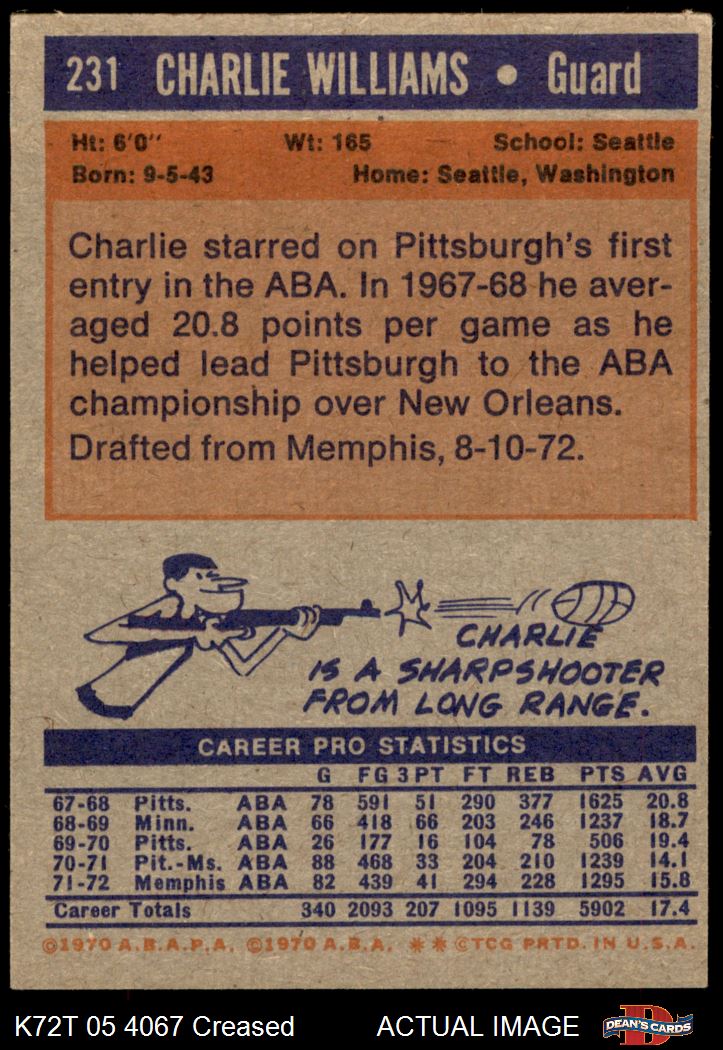 231 CHARLIE WILLIAMS • Guard
Ht: 6'0" Wt: 165 School: Seattle
Born: 9-5-43 Home: Seattle, Washington
Charlie starred on Pittsburgh's first
entry in the ABA. In 1967-68 he aver-
aged 20.8 points per game as he
helped lead Pittsburgh to the ABA
championship over New Orleans.
Drafted from Memphis, 8-10-72.
CHARLIE
IS A SHARPSHOOTER
FROM LONG RANGE.
CAREER PRO STATISTICS
G FG 3PT FT REB PTS AVG
67-68 Pitts. ABA 78 591 51 290 377 1625 20.8
68-69 Minn. ABA 66 418 66 203 246 1237 18.7
69-70 Pitts. ABA 26 177 16 104 78 506 19.4
70-71 Pit.-Ms. ABA 88 468 33 204 210 1239 14.1
71-72 Memphis ABA 82 439 41 294 228 1295 15.8
Career Totals 340 2093 207 1095 1139 5902 17.4
©1970 A.B.A.P.A. ©1970 A.B.A. ** ©TCG PRTD. IN U.S.A.
K72T 05 4067 Creased ACTUAL IMAGE D DEAN'S CARDS